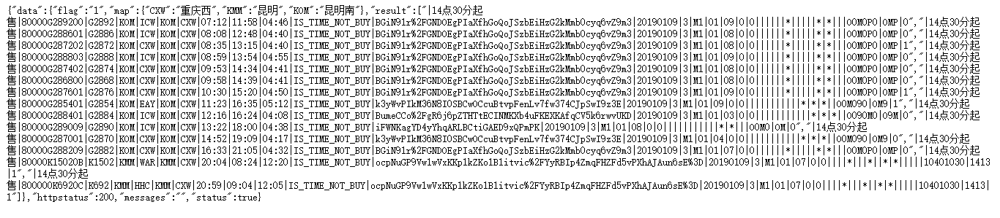 {"data":{"flag":"1","map":{"CXW":"重庆西","KMM":"昆明","KOM":"昆明南"},"result":["|14点30分起
售|80000G289200|G2892|KOM|ICW|KOM|CXW|07:12|11:58|04:46|IS_TIME_NOT_BUY|BGiN9lr%2FGNDOEgPIaXfhGoQoJSzbEiHzG2kMmbOcyq6vZ9m3|20190109|3|M1|01|09|0|0||||||*|||||*|*|||O0M0P0|OMP|0","|14点30分起
售|80000G288601|G2886|KOM|ICW|KOM|CXW|08:08|12:48|04:40|IS_TIME_NOT_BUY|BGiN9lr%2FGNDOEgPIaXfhGoQoJSzbEiHzG2kMmbOcyq6vZ9m3|20190109|3|M1|01|08|0|0||||||*|||||*|*|||O0M0P0|OMP|0","|14点30分起
售|80000G287202|G2872|KOM|CXW|KOM|CXW|08:35|13:15|04:40|IS_TIME_NOT_BUY|BGiN9lr%2FGNDOEgPIaXfhGoQoJSzbEiHzG2kMmbOcyq6vZ9m3|20190109|3|M1|01|08|0|0||||||*|||||*|*|||O0M0P0|OMP|1","|14点30分起
售|80000G288803|G2888|KOM|ICW|KOM|CXW|08:59|13:54|04:55|IS_TIME_NOT_BUY|BGiN9lr%2FGNDOEgPIaXfhGoQoJSzbEiHzG2kMmbOcyq6vZ9m3|20190109|3|M1|01|09|0|0||||||*|||||*|*|||O0M0P0|OMP|0","|14点30分起
售|80000G287402|G2874|KOM|CXW|KOM|CXW|09:53|14:34|04:41|IS_TIME_NOT_BUY|BGiN9lr%2FGNDOEgPIaXfhGoQoJSzbEiHzG2kMmbOcyq6vZ9m3|20190109|3|M1|01|08|0|0||||||*|||||*|*|||O0M0P0|OMP|0","|14点30分起
售|80000G286800|G2868|KOM|CXW|KOM|CXW|09:58|14:39|04:41|IS_TIME_NOT_BUY|BGiN9lr%2FGNDOEgPIaXfhGoQoJSzbEiHzG2kMmbOcyq6vZ9m3|20190109|3|M1|01|08|0|0||||||*|||||*|*|||O0M0P0|OMP|0","|14点30分起
售|80000G287601|G2876|KOM|CXW|KOM|CXW|10:30|15:20|04:50|IS_TIME_NOT_BUY|BGiN9lr%2FGNDOEgPIaXfhGoQoJSzbEiHzG2kMmbOcyq6vZ9m3|20190109|3|M1|01|09|0|0||||||*|||||*|*|||O0M0P0|OMP|1","|14点30分起
售|80000G285401|G2854|KOM|EAY|KOM|CXW|11:23|16:35|05:12|IS_TIME_NOT_BUY|k3yWvPIkM36N8IOSBCwOCcuBtvpFenLv7fw374CJpSwI9z3E|20190109|3|M1|01|09|0|0|||||||||||*|*|*|||O0M090|OM9|1","|14点30分起
售|80000G288401|G2884|KOM|ICW|KOM|CXW|12:16|16:24|04:08|IS_TIME_NOT_BUY|BumeCCo%2FgR6j6pZTHTtECINMKXb4uFKEXKAfqCV5k6rwvUKD|20190109|3|M1|01|03|0|0|||||||||||*|*|*|||O090M0|O9M|0","|14点30分起
售|80000G289009|G2890|KOM|ICW|KOM|CXW|13:22|18:00|04:38|IS_TIME_NOT_BUY|iFWNKagYD4yYhqARLBCtiGAED9xQPmPK|20190109|3|M1|01|08|0|0|||||||||||*|*||||O0M0|OM|0","|14点30分起
售|80000G287001|G2870|KOM|CXW|KOM|CXW|14:52|19:09|04:17|IS_TIME_NOT_BUY|k3yWvPIkM36N8IOSBCwOCcuBtvpFenLv7fw374CJpSwI9z3E|20190109|3|M1|01|04|0|0|||||||||||*|*|*|||O0M090|OM9|0","|14点30分起
售|80000G288209|G2882|KOM|CXW|KOM|CXW|16:33|21:05|04:32|IS_TIME_NOT_BUY|BGiN9lr%2FGNDOEgPIaXfhGoQoJSzbEiHzG2kMmbOcyq6vZ9m3|20190109|3|M1|01|07|0|0||||||*|||||*|*|||O0M0P0|OMP|0","|14点30分起
售|80000K15020B|K1502|KMM|WAR|KMM|CXW|20:04|08:24|12:20|IS_TIME_NOT_BUY|ocpNuGP9VwlwVxKKplkZKolBlitvic%2FYyRBIp4ZmqFHZFd5vPXhAJAun6sE%3D|20190109|3|M1|01|07|0|0||||*|||*||*|*|||||10401030|1413
|1","|14点30分起
售|800000K6920C|K692|KMM|HHC|KMM|CXW|20:59|09:04|12:05|IS_TIME_NOT_BUY|ocpNuGP9VwlwVxKKplkZKolBlitvic%2FYyRBIp4ZmqFHZFd5vPXhAJAun6sE%3D|20190109|3|M1|01|07|0|0||||*|||*||*|*|||||10401030|1413|
1"]},"httpstatus":200,"messages":"","status":true}